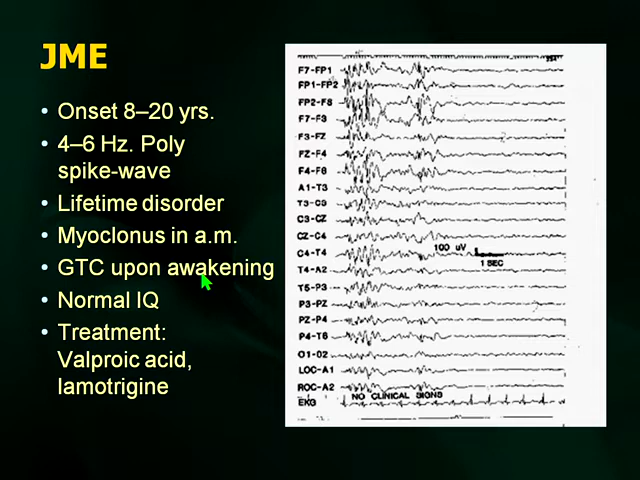 JME
• Onset 8–20 yrs.
• 4–6 Hz. Poly
spike-wave
• Lifetime disorder
• Myoclonus in a.m.
• GTC upon awakening
• Normal IQ
• Treatment:
Valproic acid,
lamotrigine
F7-FP1
FP1-FP2
FP2-F8
F7-F3
F3-FZ
FZ-F4
F4-F8
A1-T3
T3-C3
C3-CZ
CZ-C4
100 uV
C4-T4
1 SEC
T4-A2
T5-P3
P3-PZ
PZ-P4
P4-T6
O1-O2
LOC-A1
ROC-A2
NO CLINICAL SIGNS
EKG